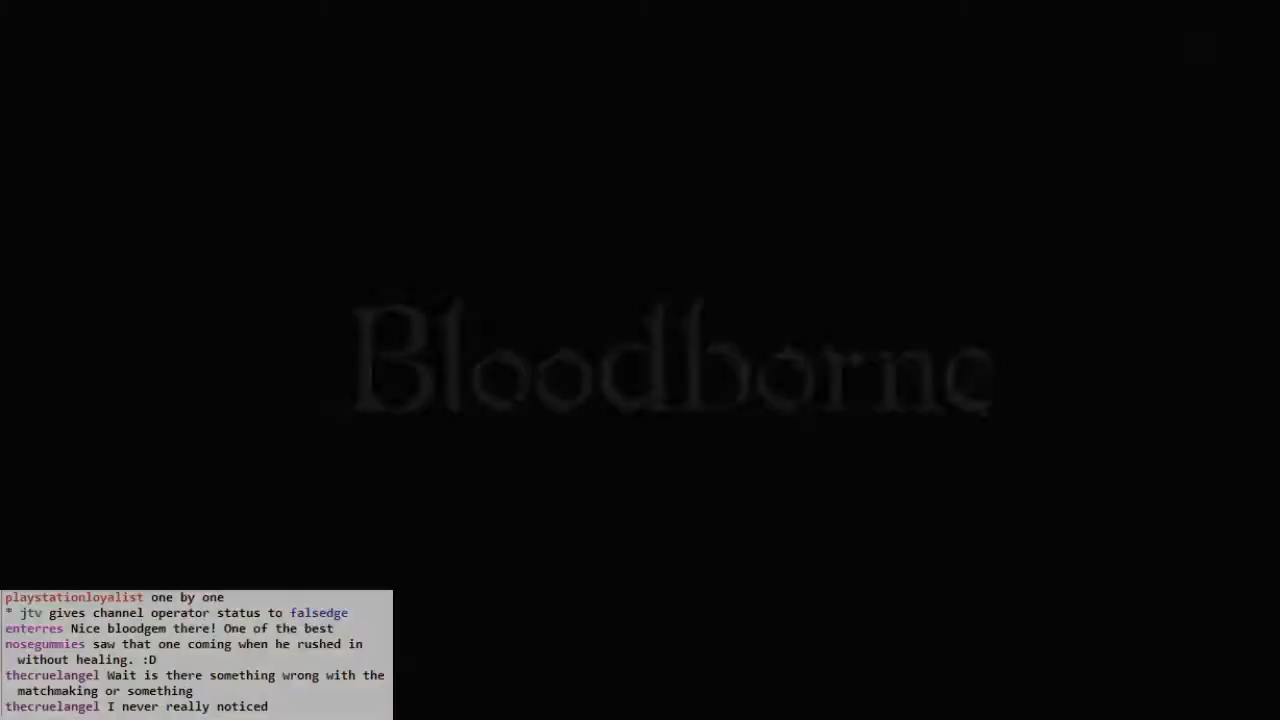 Bloodborne
playstationloyalist one by one
* jtv gives channel operator status to falsedge
enterres Nice bloodgem there! One of the best
nosegummies saw that one coming when he rushed in
without healing. :D
thecruelangel Wait is there something wrong with the
matchmaking or something
thecruelangel I never really noticed